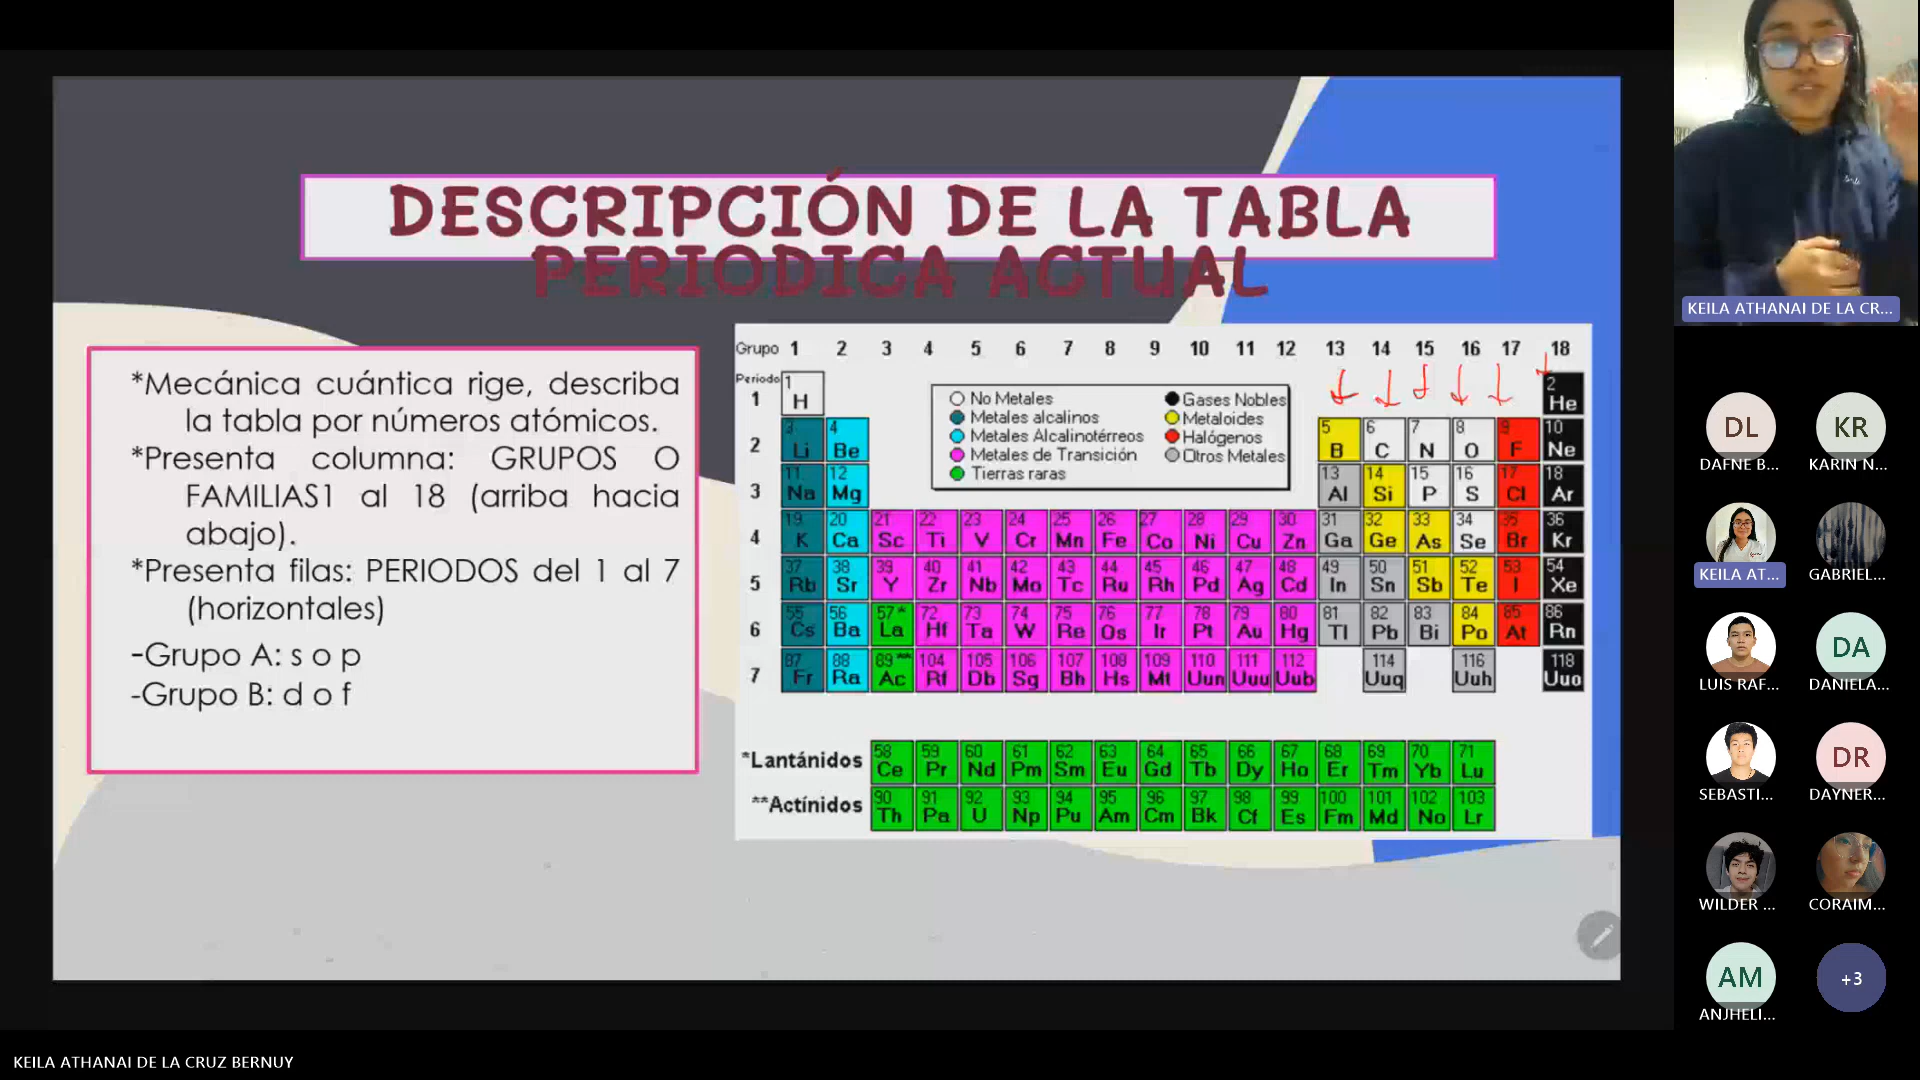 DESCRIPCIÓN DE LA TABLA
PERIODICA ACTUAL
*Mecánica cuántica rige, describa
la tabla por números atómicos.
*Presenta columna: GRUPOS O
FAMILIAS1 al 18 (arriba hacia
abajo).
*Presenta filas: PERIODOS del 1 al 7
(horizontales)
-Grupo A: s o p
-Grupo B: d o f
Grupo 1 2 3 4 5 6 7 8 9 10 11 12 13 14 15 16 17 18
Periodo
No Metales
Metales alcalinos
Metales Alcalinotérreos
Metales de Transición
Tierras raras
Gases Nobles
Metaloides
Halógenos
Otros Metales
1 1 H 2 He
2 3 Li 4 Be 5 B 6 C 7 N 8 O 9 F 10 Ne
3 11 Na 12 Mg 13 Al 14 Si 15 P 16 S 17 Cl 18 Ar
4 19 K 20 Ca 21 Sc 22 Ti 23 V 24 Cr 25 Mn 26 Fe 27 Co 28 Ni 29 Cu 30 Zn 31 Ga 32 Ge 33 As 34 Se 35 Br 36 Kr
5 37 Rb 38 Sr 39 Y 40 Zr 41 Nb 42 Mo 43 Tc 44 Ru 45 Rh 46 Pd 47 Ag 48 Cd 49 In 50 Sn 51 Sb 52 Te 53 I 54 Xe
6 55 Cs 56 Ba 57* La 72 Hf 73 Ta 74 W 75 Re 76 Os 77 Ir 78 Pt 79 Au 80 Hg 81 Tl 82 Pb 83 Bi 84 Po 85 At 86 Rn
7 87 Fr 88 Ra 89** Ac 104 Rf 105 Db 106 Sg 107 Bh 108 Hs 109 Mt 110 Uun 111 Uuu 112 Uub 114 Uuq 116 Uuh 118 Uuo
*Lantánidos 58 Ce 59 Pr 60 Nd 61 Pm 62 Sm 63 Eu 64 Gd 65 Tb 66 Dy 67 Ho 68 Er 69 Tm 70 Yb 71 Lu
**Actínidos 90 Th 91 Pa 92 U 93 Np 94 Pu 95 Am 96 Cm 97 Bk 98 Cf 99 Es 100 Fm 101 Md 102 No 103 Lr
KEILA ATHANAI DE LA CR...
DL KR
DAFNE B... KARIN N...
KEILA AT... GABRIEL...
DA
LUIS RAF... DANIELA...
DR
SEBASTI... DAYNER...
WILDER ... CORAIM...
AM +3
ANJHELI...
KEILA ATHANAI DE LA CRUZ BERNUY